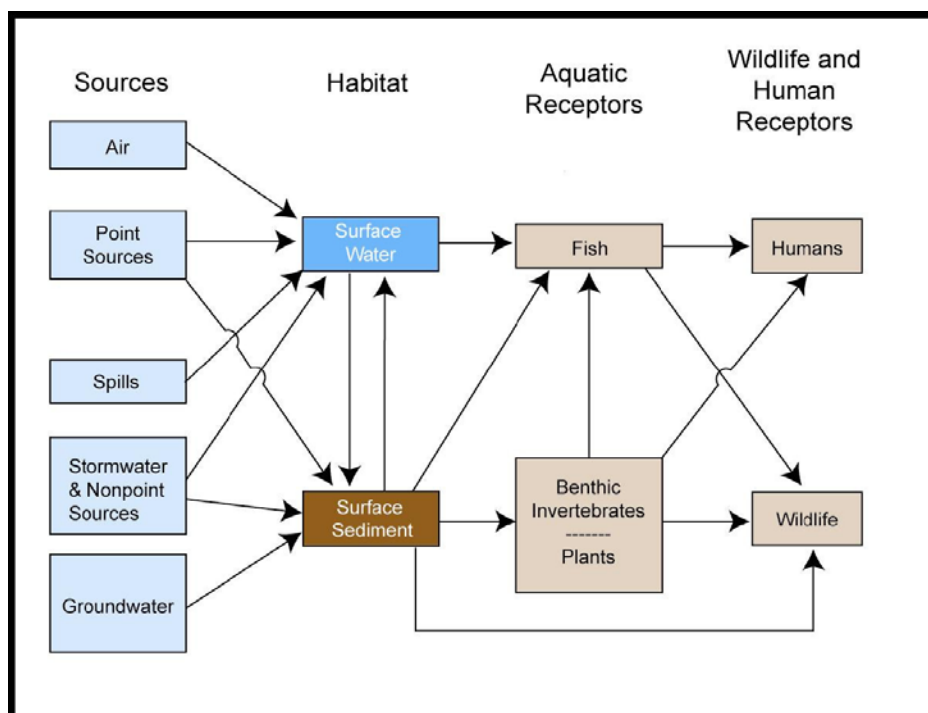 Sources
Habitat
Aquatic
Receptors
Wildlife and
Human
Receptors
Air
Point
Sources
Surface
Water
Fish
Humans
Spills
Stormwater
& Nonpoint
Sources
Surface
Sediment
Benthic
Invertebrates
-------
Plants
Wildlife
Groundwater